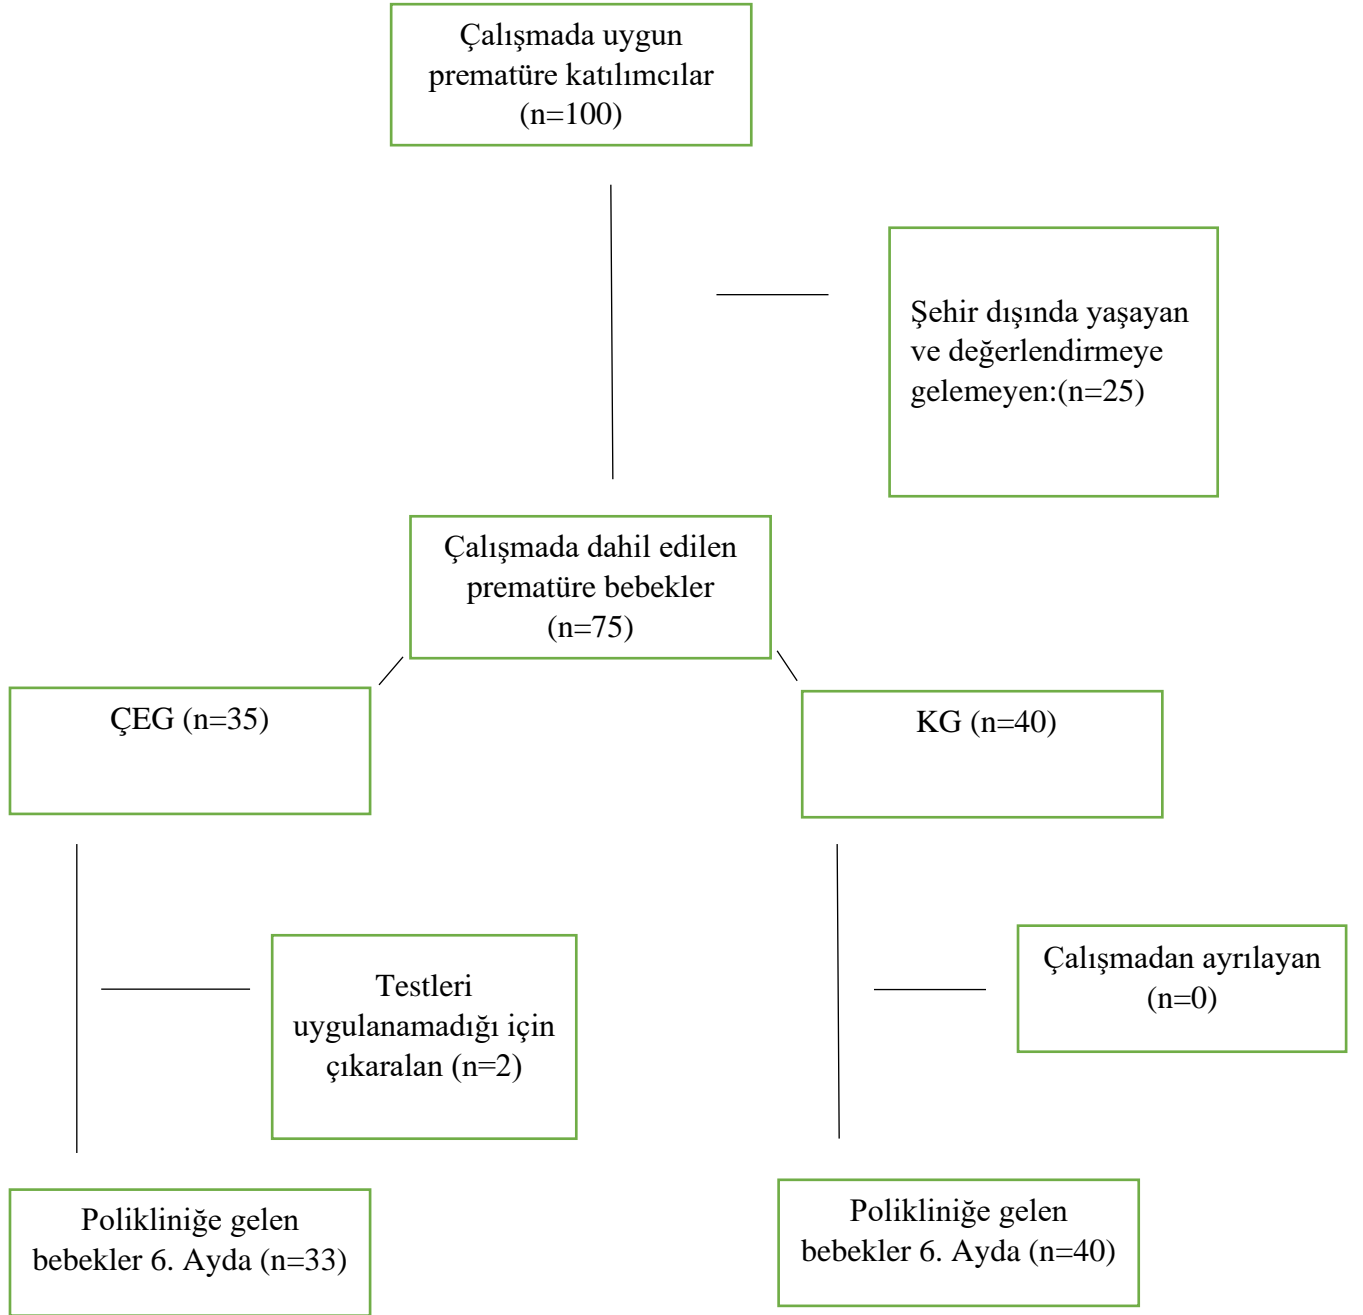 Çalışmada uygun
prematüre katılımcılar
(n=100)
Şehir dışında yaşayan
ve değerlendirmeye
gelemeyen:(n=25)
Çalışmada dahil edilen
prematüre bebekler
(n=75)
ÇEG (n=35)
KG (n=40)
Testleri
uygulanamadığı için
çıkaralan (n=2)
Çalışmadan ayrılayan
(n=0)
Polikliniğe gelen
bebekler 6. Ayda (n=33)
Polikliniğe gelen
bebekler 6. Ayda (n=40)